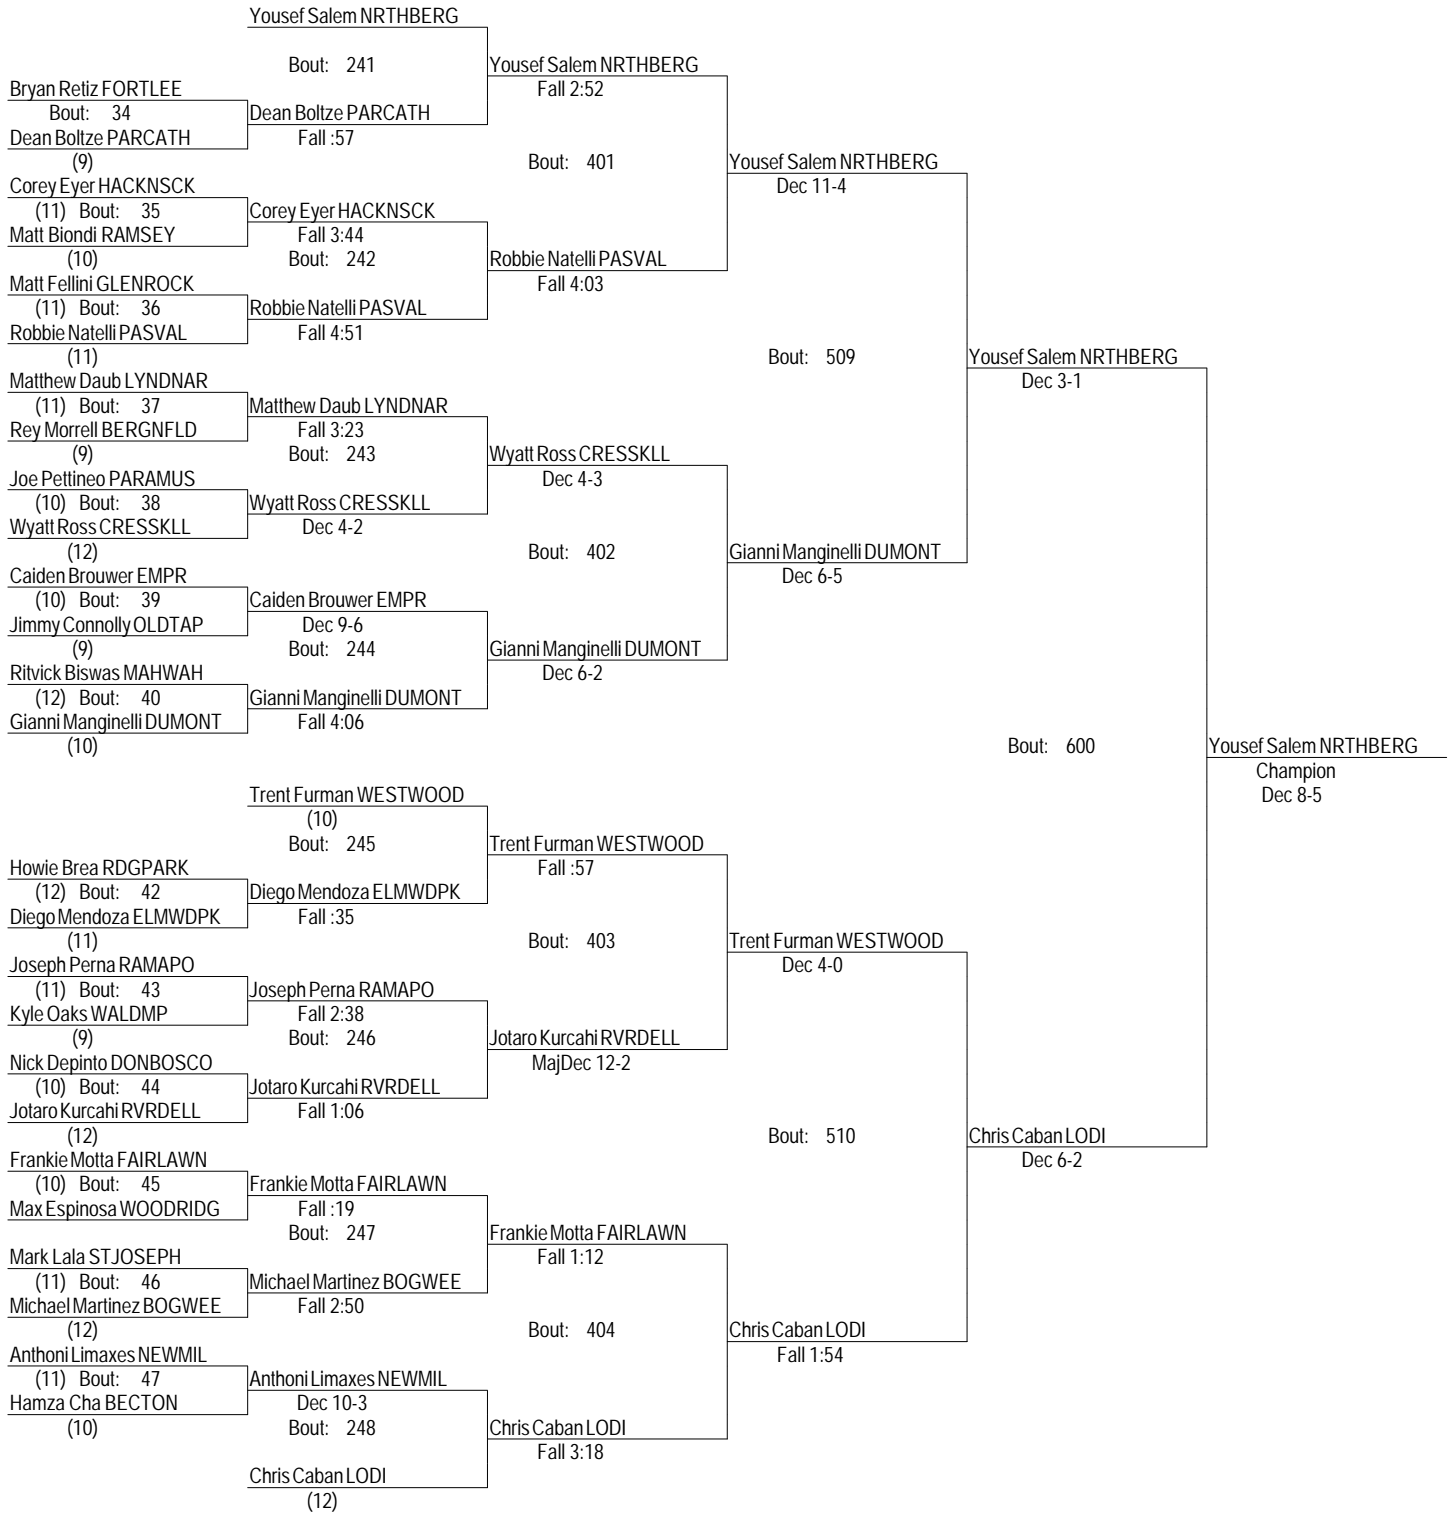 Yousef Salem NRTHBERG
Bout: 241
Yousef Salem NRTHBERG
Fall 2:52
Bryan Retiz FORTLEE
Bout: 34
Dean Boltze PARCATH
Dean Boltze PARCATH
Fall :57
(9)
Bout: 401
Yousef Salem NRTHBERG
Dec 11-4
Corey Eyer HACKNSCK
(11) Bout: 35
Corey Eyer HACKNSCK
Matt Biondi RAMSEY
Fall 3:44
(10)
Bout: 242
Robbie Natelli PASVAL
Fall 4:03
Matt Fellini GLENROCK
(11) Bout: 36
Robbie Natelli PASVAL
Robbie Natelli PASVAL
Fall 4:51
(11)
Bout: 509
Yousef Salem NRTHBERG
Dec 3-1
Matthew Daub LYNDNAR
(11) Bout: 37
Matthew Daub LYNDNAR
Rey Morrell BERGNFLD
Fall 3:23
(9)
Bout: 243
Wyatt Ross CRESSKLL
Dec 4-3
Joe Pettineo PARAMUS
(10) Bout: 38
Wyatt Ross CRESSKLL
Wyatt Ross CRESSKLL
Dec 4-2
(12)
Bout: 402
Gianni Manginelli DUMONT
Dec 6-5
Caiden Brouwer EMPR
(10) Bout: 39
Caiden Brouwer EMPR
Jimmy Connolly OLDTAP
Dec 9-6
(9)
Bout: 244
Gianni Manginelli DUMONT
Dec 6-2
Ritvick Biswas MAHWAH
(12) Bout: 40
Gianni Manginelli DUMONT
Gianni Manginelli DUMONT
Fall 4:06
(10)
Bout: 600
Yousef Salem NRTHBERG
Champion
Dec 8-5
Trent Furman WESTWOOD
(10)
Bout: 245
Trent Furman WESTWOOD
Fall :57
Howie Brea RDGPARK
(12) Bout: 42
Diego Mendoza ELMWDPK
Diego Mendoza ELMWDPK
Fall :35
(11)
Bout: 403
Trent Furman WESTWOOD
Dec 4-0
Joseph Perna RAMAPO
(11) Bout: 43
Joseph Perna RAMAPO
Kyle Oaks WALDMP
Fall 2:38
(9)
Bout: 246
Jotaro Kurcahi RVRDELL
MajDec 12-2
Nick Depinto DONBOSCO
(10) Bout: 44
Jotaro Kurcahi RVRDELL
Jotaro Kurcahi RVRDELL
Fall 1:06
(12)
Bout: 510
Chris Caban LODI
Dec 6-2
Frankie Motta FAIRLAWN
(10) Bout: 45
Frankie Motta FAIRLAWN
Max Espinosa WOODRIDG
Fall :19
Bout: 247
Frankie Motta FAIRLAWN
Fall 1:12
Mark Lala STJOSEPH
(11) Bout: 46
Michael Martinez BOGWEE
Michael Martinez BOGWEE
Fall 2:50
(12)
Bout: 404
Chris Caban LODI
Fall 1:54
Anthoni Limaxes NEWMIL
(11) Bout: 47
Anthoni Limaxes NEWMIL
Hamza Cha BECTON
Dec 10-3
(10)
Bout: 248
Chris Caban LODI
Fall 3:18
Chris Caban LODI
(12)